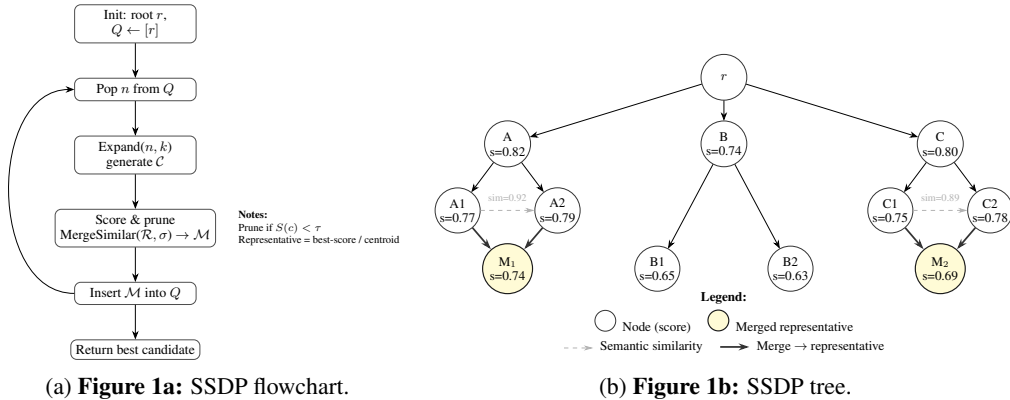 Init: root r,
Q ← [r]
Pop n from Q
Expand(n, k)
generate 𝒞
Score & prune
MergeSimilar(ℛ, σ) → ℳ
Insert ℳ into Q
Return best candidate
Notes:
Prune if S(c) < τ
Representative = best-score / centroid
(a) Figure 1a: SSDP flowchart.
r
A
s=0.82
B
s=0.74
C
s=0.80
A1
s=0.77
sim=0.92
A2
s=0.79
C1
s=0.75
sim=0.89
C2
s=0.78
M₁
s=0.74
B1
s=0.65
B2
s=0.63
M₂
s=0.69
Legend:
Node (score)
Merged representative
Semantic similarity
Merge → representative
(b) Figure 1b: SSDP tree.